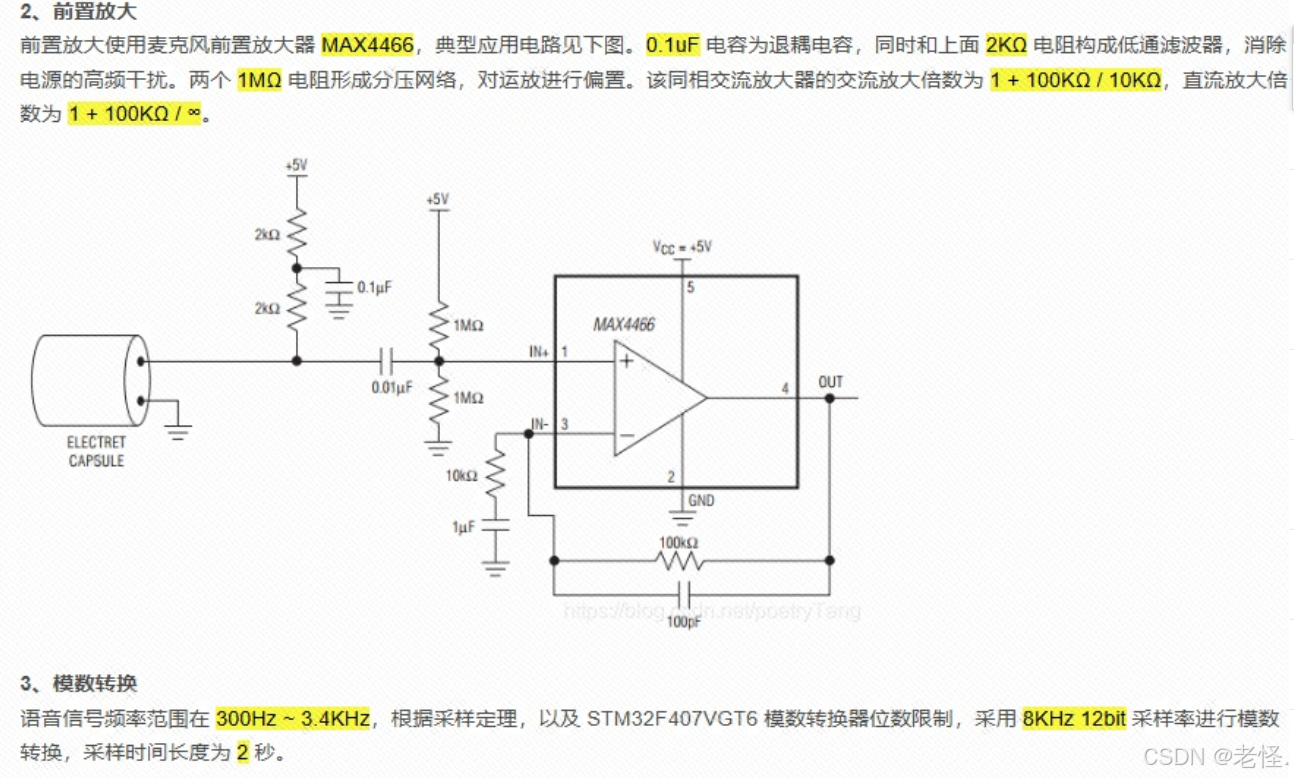 2、前置放大
前置放大使用麦克风前置放大器 MAX4466，典型应用电路见下图。0.1uF 电容为退耦电容，同时和上面 2KΩ 电阻构成低通滤波器，消除
电源的高频干扰。两个 1MΩ 电阻形成分压网络，对运放进行偏置。该同相交流放大器的交流放大倍数为 1 + 100KΩ / 10KΩ，直流放大倍
数为 1 + 100KΩ / ∞。
+5V
+5V
2kΩ
VCC = +5V
0.1µF
5
2kΩ
MAX4466
1MΩ
IN+ 1
+
0.01µF
OUT
4
1MΩ
IN- 3
−
ELECTRET
CAPSULE
10kΩ
2
GND
1µF
100kΩ
https://blog.csdn.net/poetryTang
100pF
3、模数转换
语音信号频率范围在 300Hz ~ 3.4KHz，根据采样定理，以及 STM32F407VGT6 模数转换器位数限制，采用 8KHz 12bit 采样率进行模数
转换，采样时间长度为 2 秒。
CSDN @老怪.